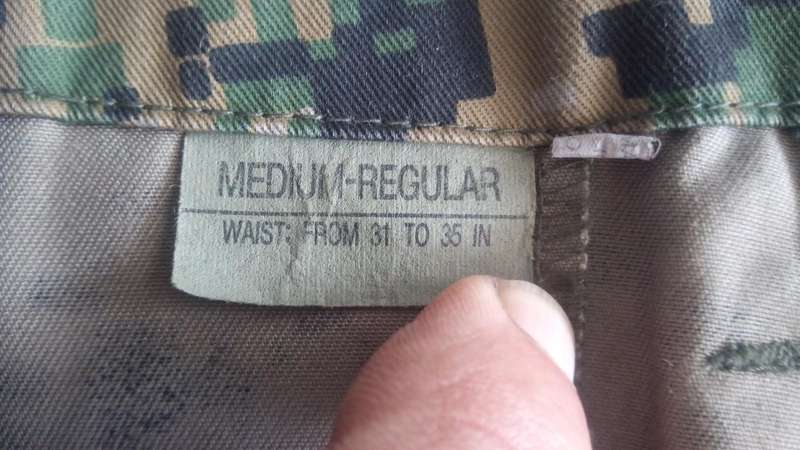 MEDIUM-REGULAR
WAIST: FROM 31 TO 35 IN